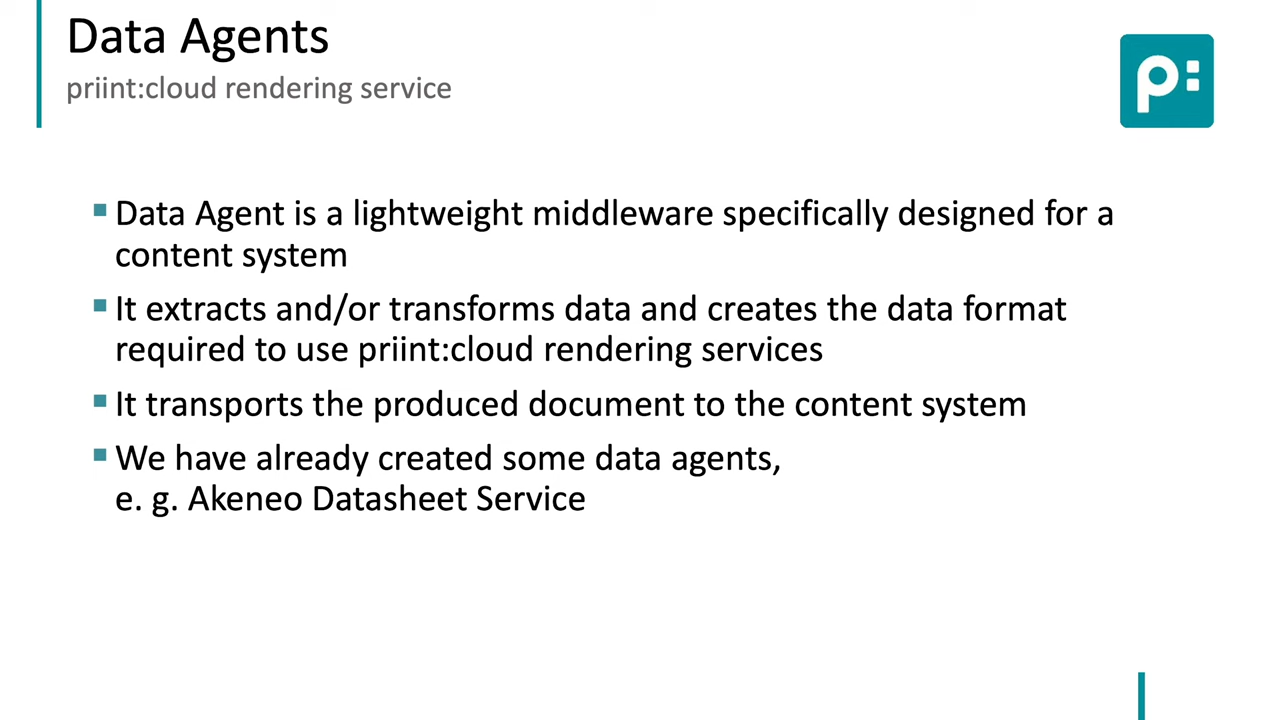 Data Agents
priint:cloud rendering service
p:
Data Agent is a lightweight middleware specifically designed for a
content system
It extracts and/or transforms data and creates the data format
required to use priint:cloud rendering services
It transports the produced document to the content system
We have already created some data agents,
e. g. Akeneo Datasheet Service